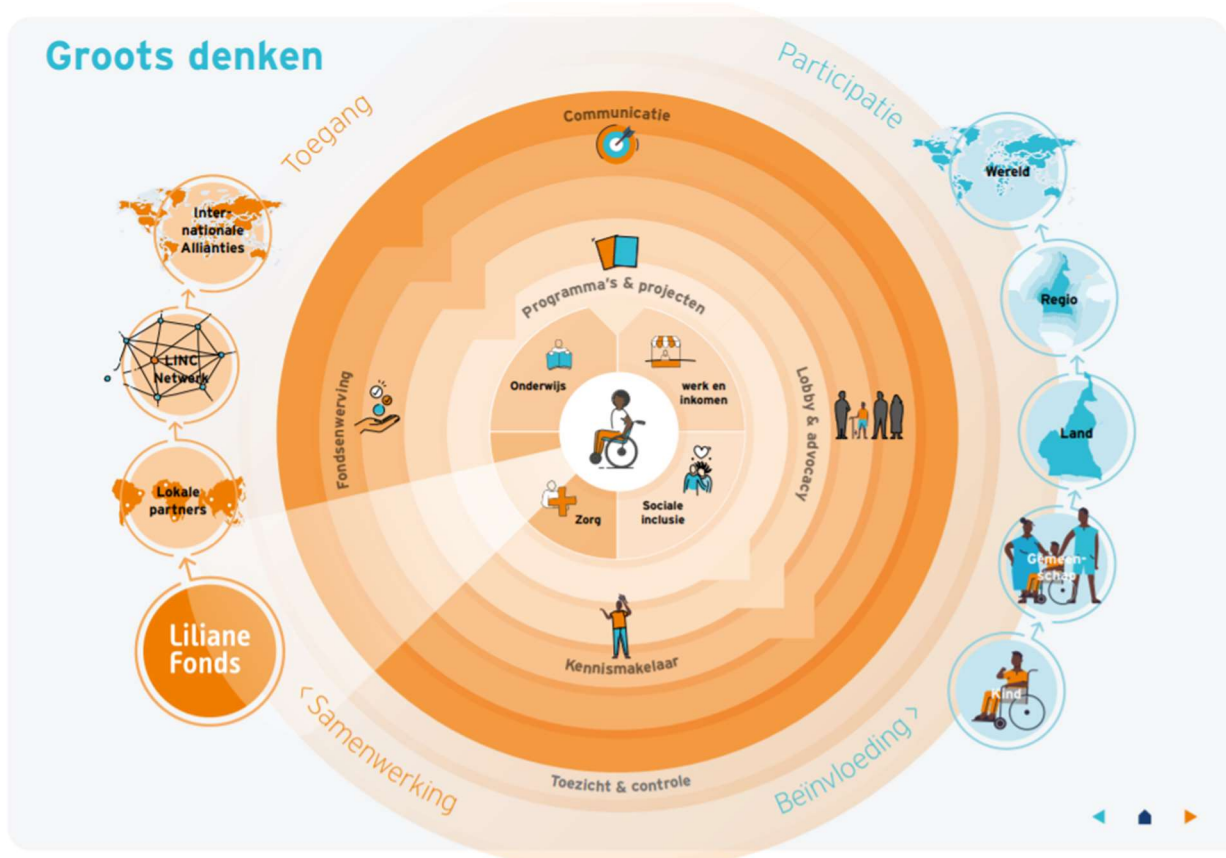 Groots denken
Toegang
Participatie
Communicatie
Inter-
nationale
Allianties
Wereld
Programma's & projecten
Regio
LINC
Netwerk
Onderwijs
werk en
inkomen
Fondsenwerving
Lobby & advocacy
Land
Lokale
partners
Zorg
Sociale
inclusie
Gemeen-
schap
Liliane
Fonds
Kennismakelaar
Kind
< Samenwerking
Toezicht & controle
Beïnvloeding >